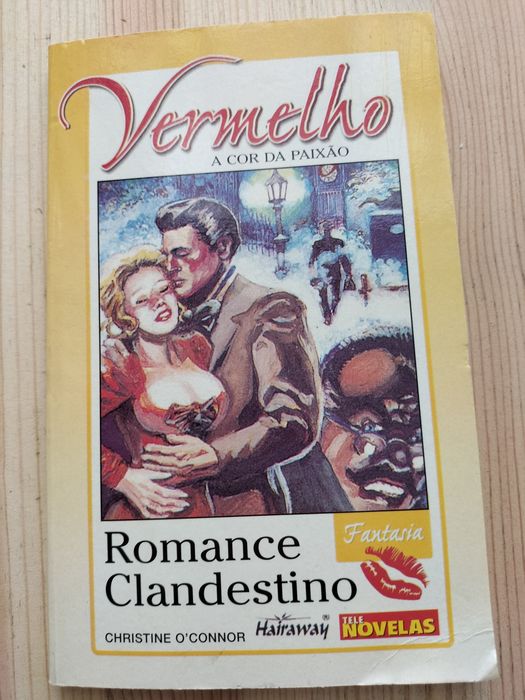 Vermelho
A COR DA PAIXÃO
Romance
Clandestino
Fantasia
CHRISTINE O'CONNOR
Hairaway®
TELE
NOVELAS